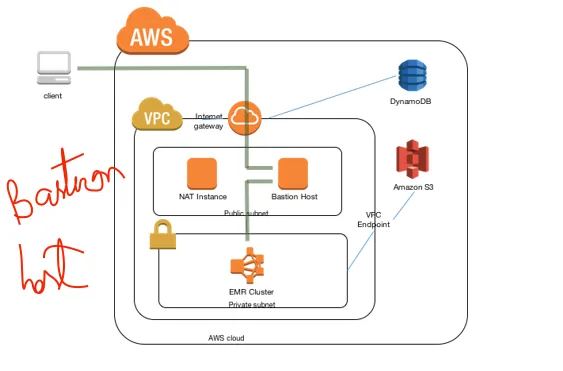 AWS
client
DynamoDB
VPC
Internet
gateway
NAT Instance
Bastion Host
Amazon S3
Public subnet
VPC
Endpoint
Bastion
host
EMR Cluster
Private subnet
AWS cloud